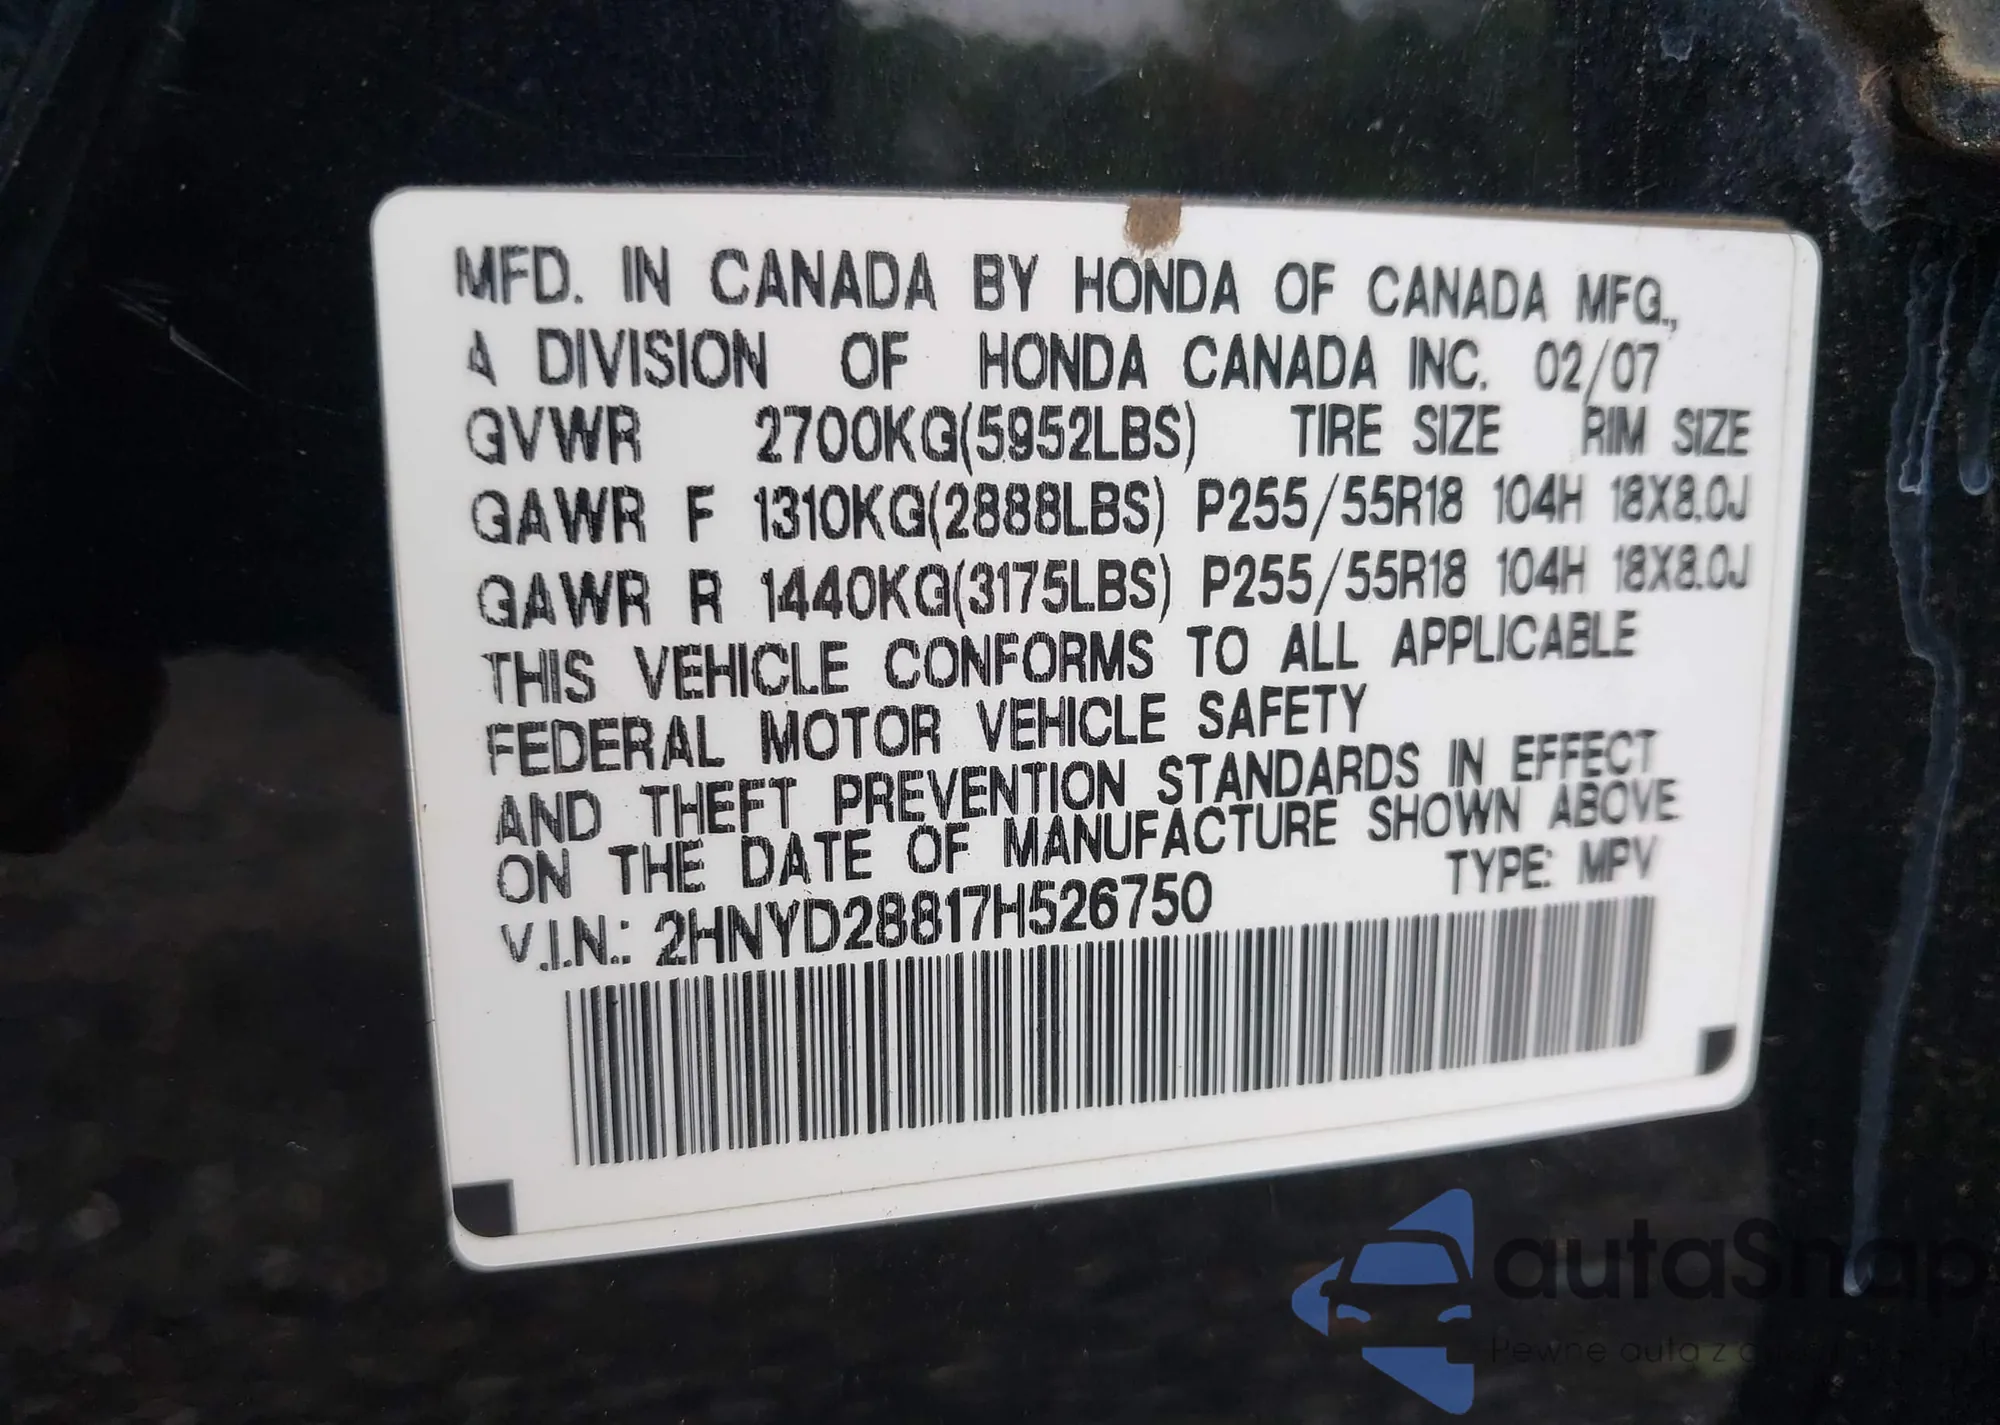 MFD. IN CANADA BY HONDA OF CANADA MFG.,
A DIVISION OF HONDA CANADA INC. 02/07
GVWR 2700KG(5952LBS) TIRE SIZE RIM SIZE
GAWR F 1310KG(2888LBS) P255/55R18 104H 18X8.0J
GAWR R 1440KG(3175LBS) P255/55R18 104H 18X8.0J
THIS VEHICLE CONFORMS TO ALL APPLICABLE
FEDERAL MOTOR VEHICLE SAFETY
AND THEFT PREVENTION STANDARDS IN EFFECT
ON THE DATE OF MANUFACTURE SHOWN ABOVE
V.I.N.: 2HNYD28817H526750 TYPE: MPV
autaSnap
Pewne auta z